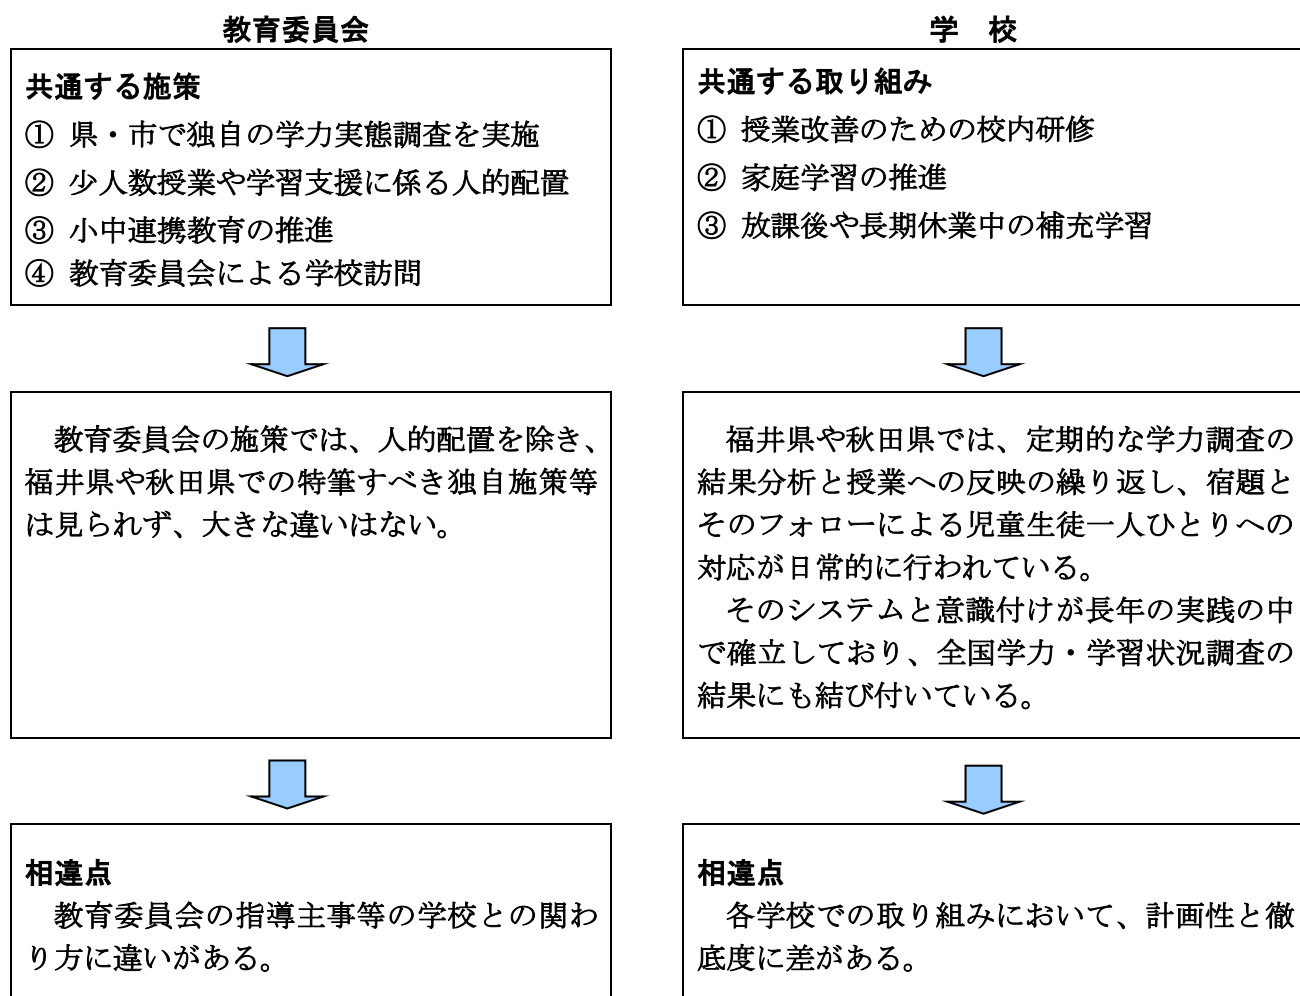 教育委員会
共通する施策
① 県・市で独自の学力実態調査を実施
② 少人数授業や学習支援に係る人的配置
③ 小中連携教育の推進
④ 教育委員会による学校訪問
教育委員会の施策では、人的配置を除き、
福井県や秋田県での特筆すべき独自施策等
は見られず、大きな違いはない。
相違点
教育委員会の指導主事等の学校との関わ
り方に違いがある。
学　校
共通する取り組み
① 授業改善のための校内研修
② 家庭学習の推進
③ 放課後や長期休業中の補充学習
福井県や秋田県では、定期的な学力調査の
結果分析と授業への反映の繰り返し、宿題と
そのフォローによる児童生徒一人ひとりへの
対応が日常的に行われている。
そのシステムと意識付けが長年の実践の中
で確立しており、全国学力・学習状況調査の
結果にも結び付いている。
相違点
各学校での取り組みにおいて、計画性と徹
底度に差がある。